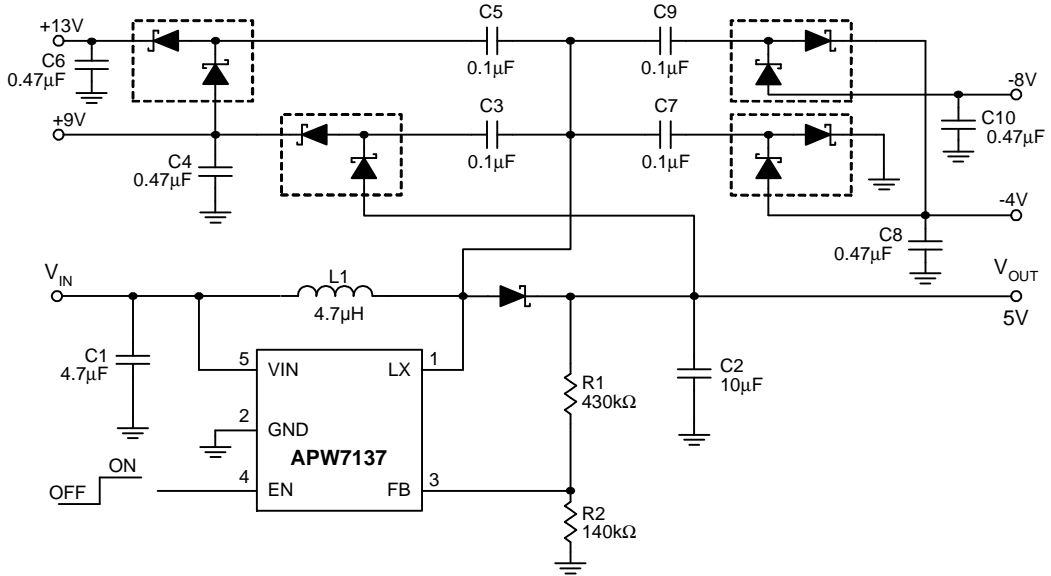 +13V
C6
0.47µF
C5
0.1µF
C9
0.1µF
-8V
C10
0.47µF
+9V
C4
0.47µF
C3
0.1µF
C7
0.1µF
-4V
C8
0.47µF
VIN
L1
4.7µH
VOUT
5V
C1
4.7µF
5
VIN
LX
1
2
GND
APW7137
4
EN
FB
3
OFF
ON
R1
430kΩ
C2
10µF
R2
140kΩ